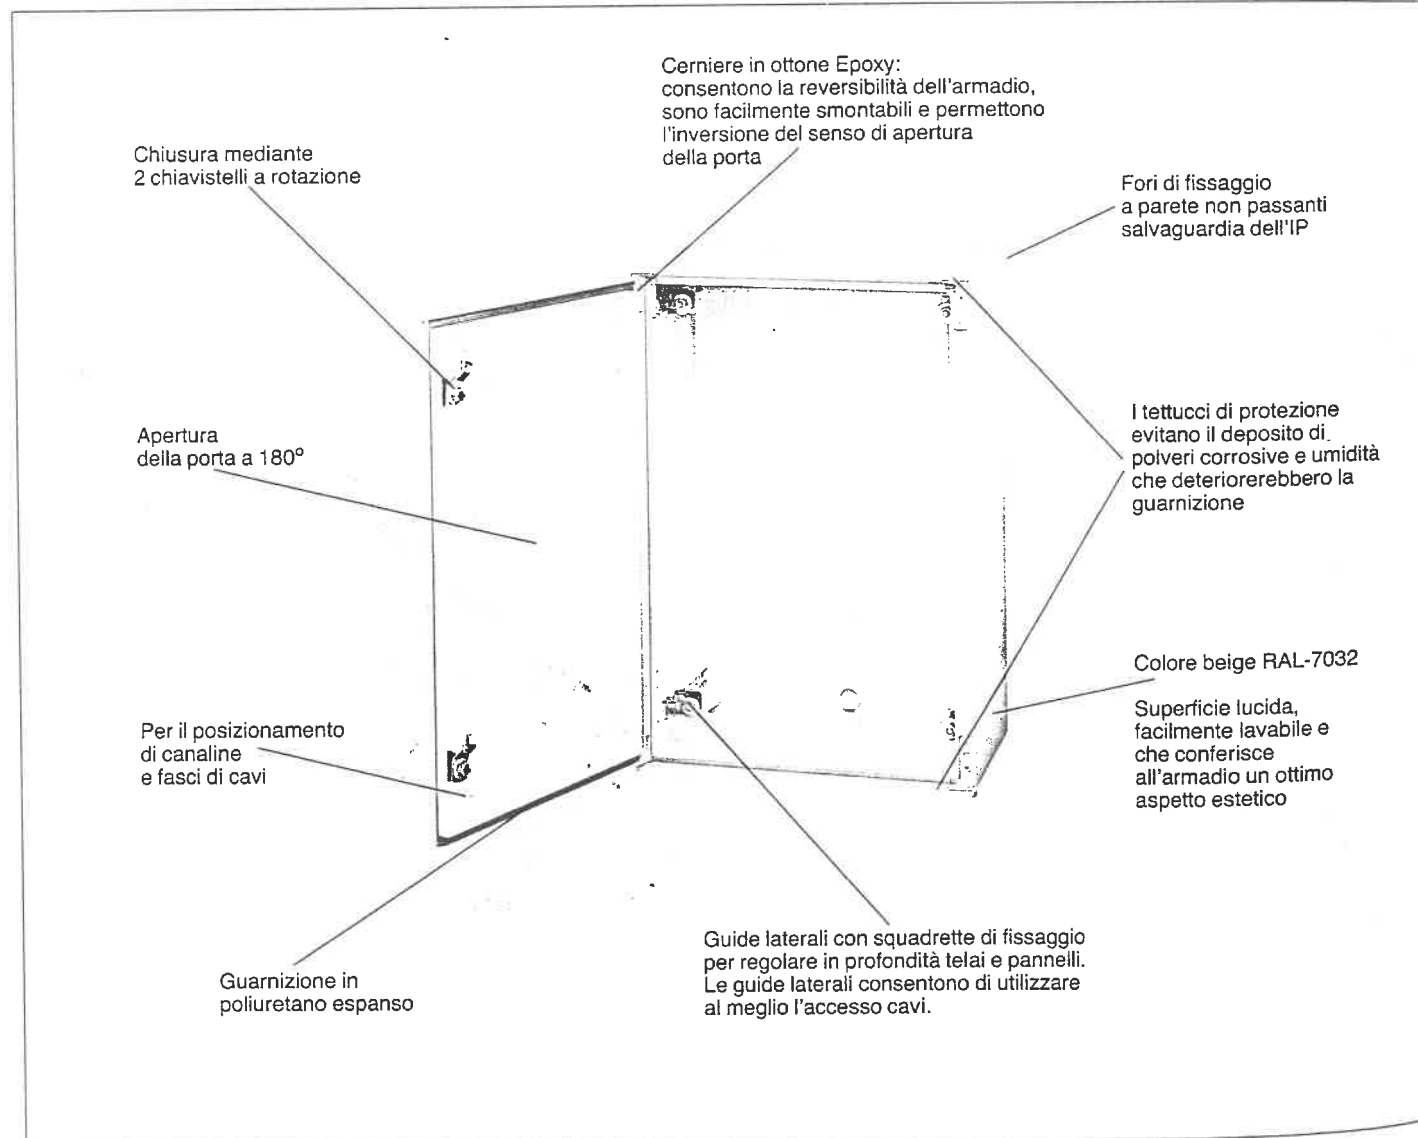 Cerniere in ottone Epoxy:
consentono la reversibilità dell'armadio,
sono facilmente smontabili e permettono
l'inversione del senso di apertura
della porta
Chiusura mediante
2 chiavistelli a rotazione
Fori di fissaggio
a parete non passanti
salvaguardia dell'IP
I tettucci di protezione
evitano il deposito di
polveri corrosive e umidità
che deteriorerebbero la
guarnizione
Apertura
della porta a 180°
Colore beige RAL-7032
Superficie lucida,
facilmente lavabile e
che conferisce
all'armadio un ottimo
aspetto estetico
Per il posizionamento
di canaline
e fasci di cavi
Guide laterali con squadrette di fissaggio
per regolare in profondità telai e pannelli.
Le guide laterali consentono di utilizzare
al meglio l'accesso cavi.
Guarnizione in
poliuretano espanso